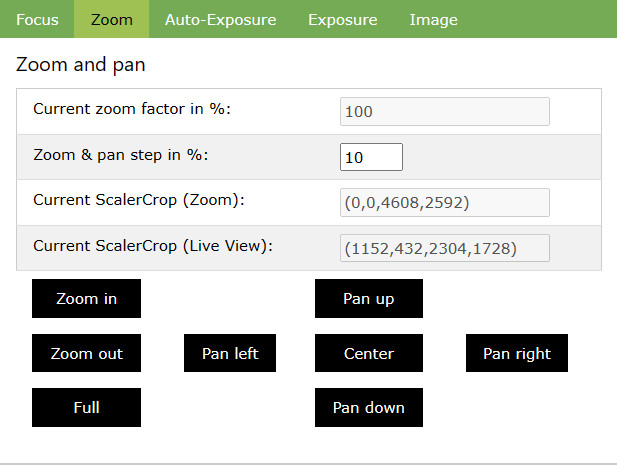 Focus Zoom Auto-Exposure Exposure Image
Zoom and pan
Current zoom factor in %: 100
Zoom & pan step in %: 10
Current ScalerCrop (Zoom): (0,0,4608,2592)
Current ScalerCrop (Live View): (1152,432,2304,1728)
Zoom in Pan up
Zoom out Pan left Center Pan right
Full Pan down